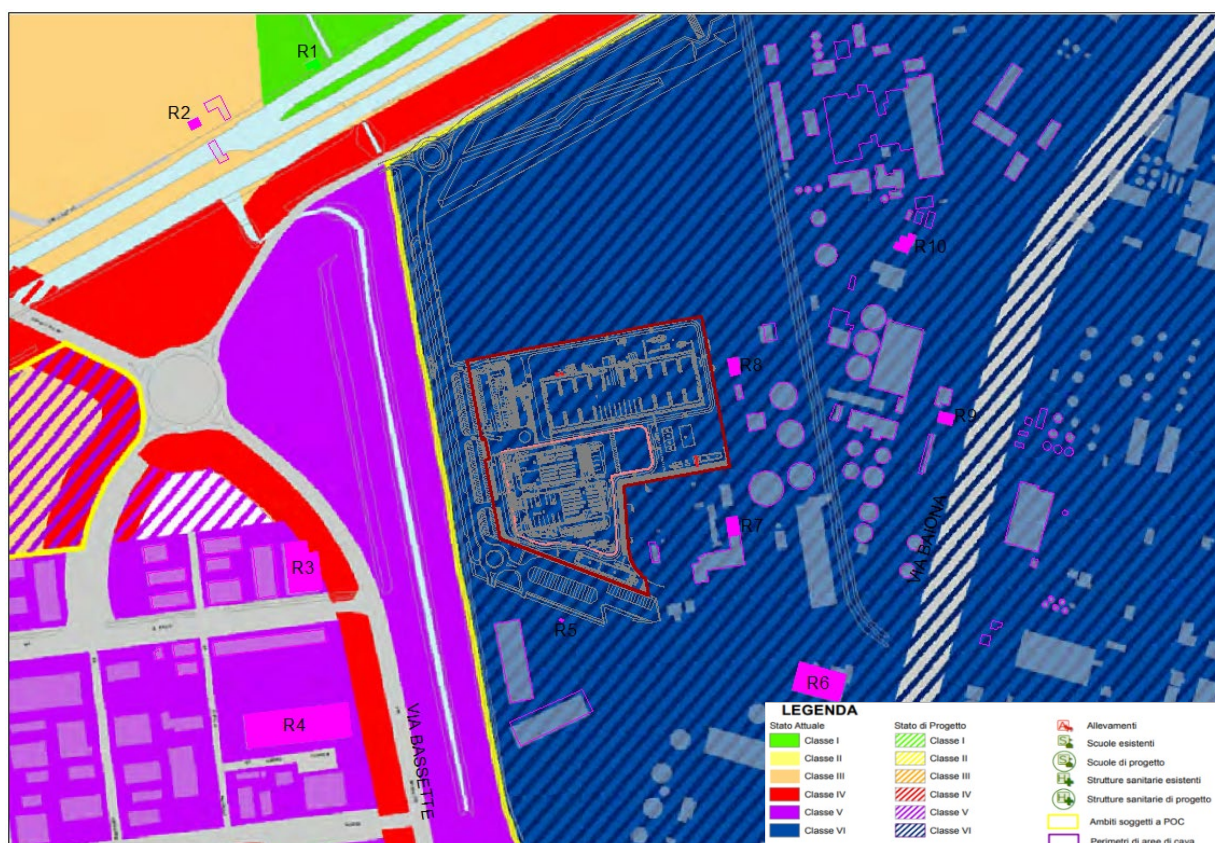 R1
R2
R10
R8
R9
R7
VIA BAIONA
R3
R5
R6
R4
VIA BASSETTE
LEGENDA
Stato Attuale
Classe I
Classe II
Classe III
Classe IV
Classe V
Classe VI
Stato di Progetto
Classe I
Classe II
Classe III
Classe IV
Classe V
Classe VI
Allevamenti
Scuole esistenti
Scuole di progetto
Strutture sanitarie esistenti
Strutture sanitarie di progetto
Ambiti soggetti a POC
Perimetri di aree di cava